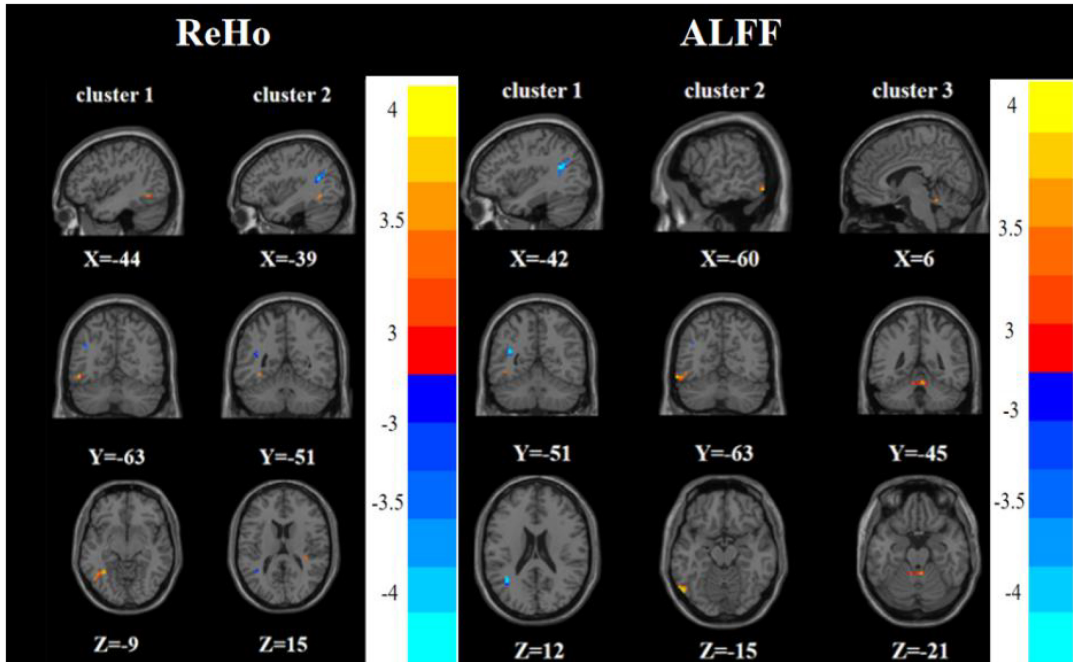 ReHo
ALFF
cluster 1
cluster 2
cluster 1
cluster 2
cluster 3
X=-44
X=-39
X=-42
X=-60
X=6
Y=-63
Y=-51
Y=-51
Y=-63
Y=-45
Z=-9
Z=15
Z=12
Z=-15
Z=-21
4
3.5
3
-3
-3.5
-4
4
3.5
3
-3
-3.5
-4